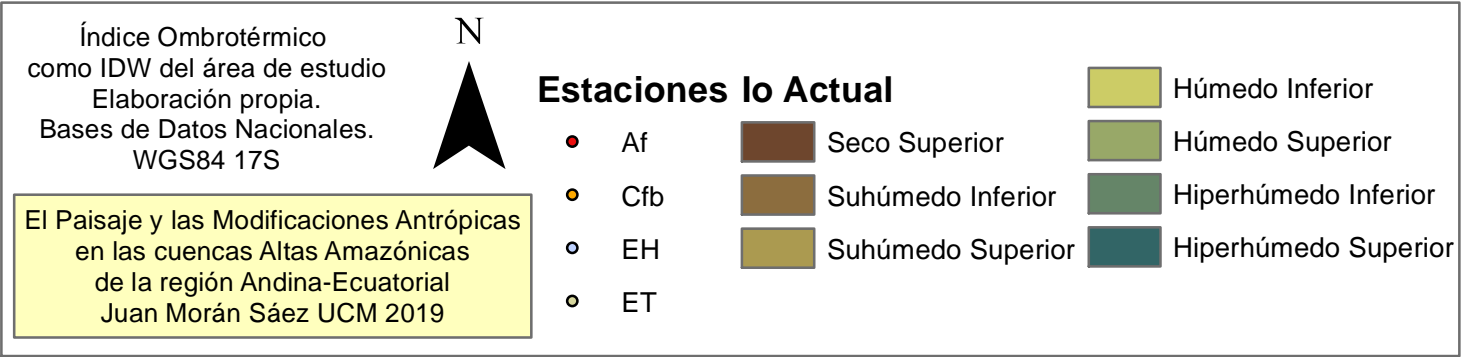 Índice Ombrotérmico
como IDW del área de estudio
Elaboración propia.
Bases de Datos Nacionales.
WGS84 17S
N
El Paisaje y las Modificaciones Antrópicas
en las cuencas Altas Amazónicas
de la región Andina-Ecuatorial
Juan Morán Sáez UCM 2019
Estaciones
Af
Cfb
EH
ET
Io Actual
Seco Superior
Suhúmedo Inferior
Suhúmedo Superior
Húmedo Inferior
Húmedo Superior
Hiperhúmedo Inferior
Hiperhúmedo Superior